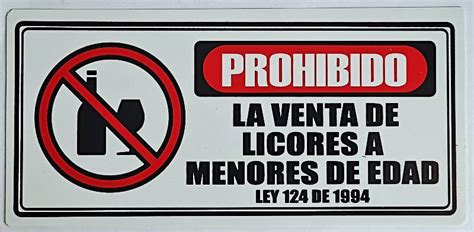 PROHIBIDO
LA VENTA DE
LICORES A
MENORES DE EDAD
LEY 124 DE 1994